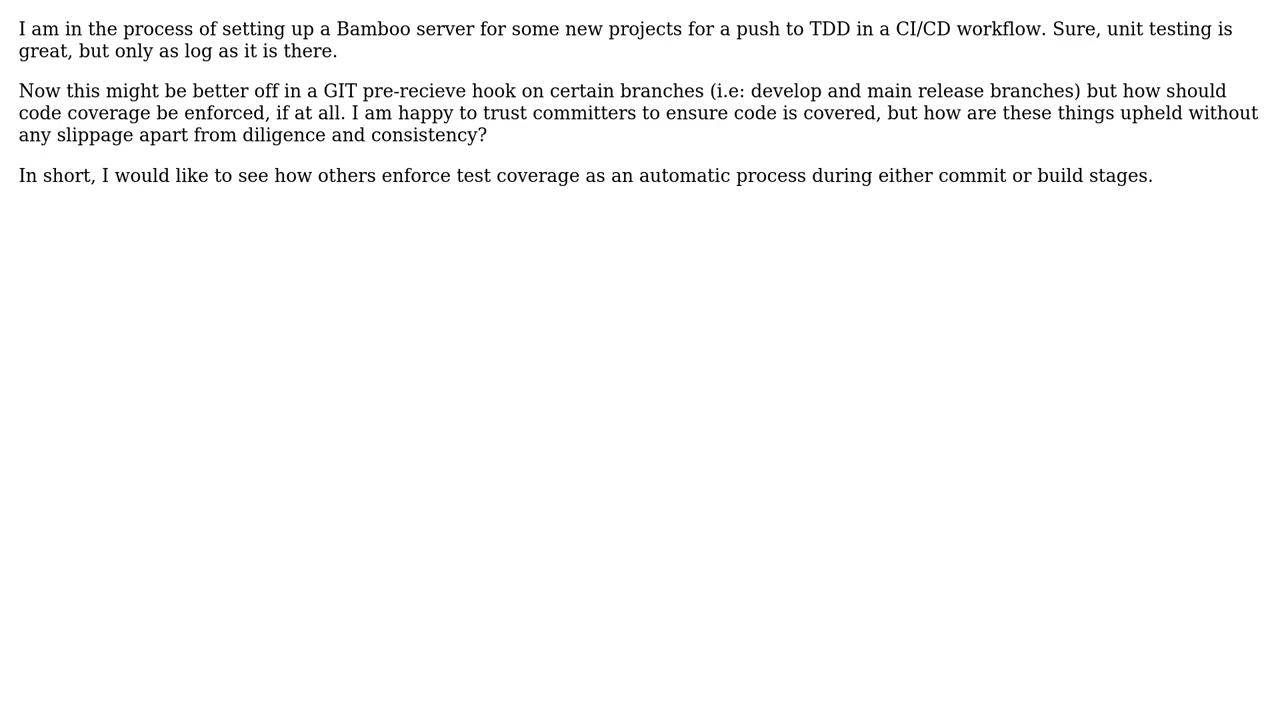 I am in the process of setting up a Bamboo server for some new projects for a push to TDD in a CI/CD workflow. Sure, unit testing is
great, but only as log as it is there.
Now this might be better off in a GIT pre-recieve hook on certain branches (i.e: develop and main release branches) but how should
code coverage be enforced, if at all. I am happy to trust committers to ensure code is covered, but how are these things upheld without
any slippage apart from diligence and consistency?
In short, I would like to see how others enforce test coverage as an automatic process during either commit or build stages.